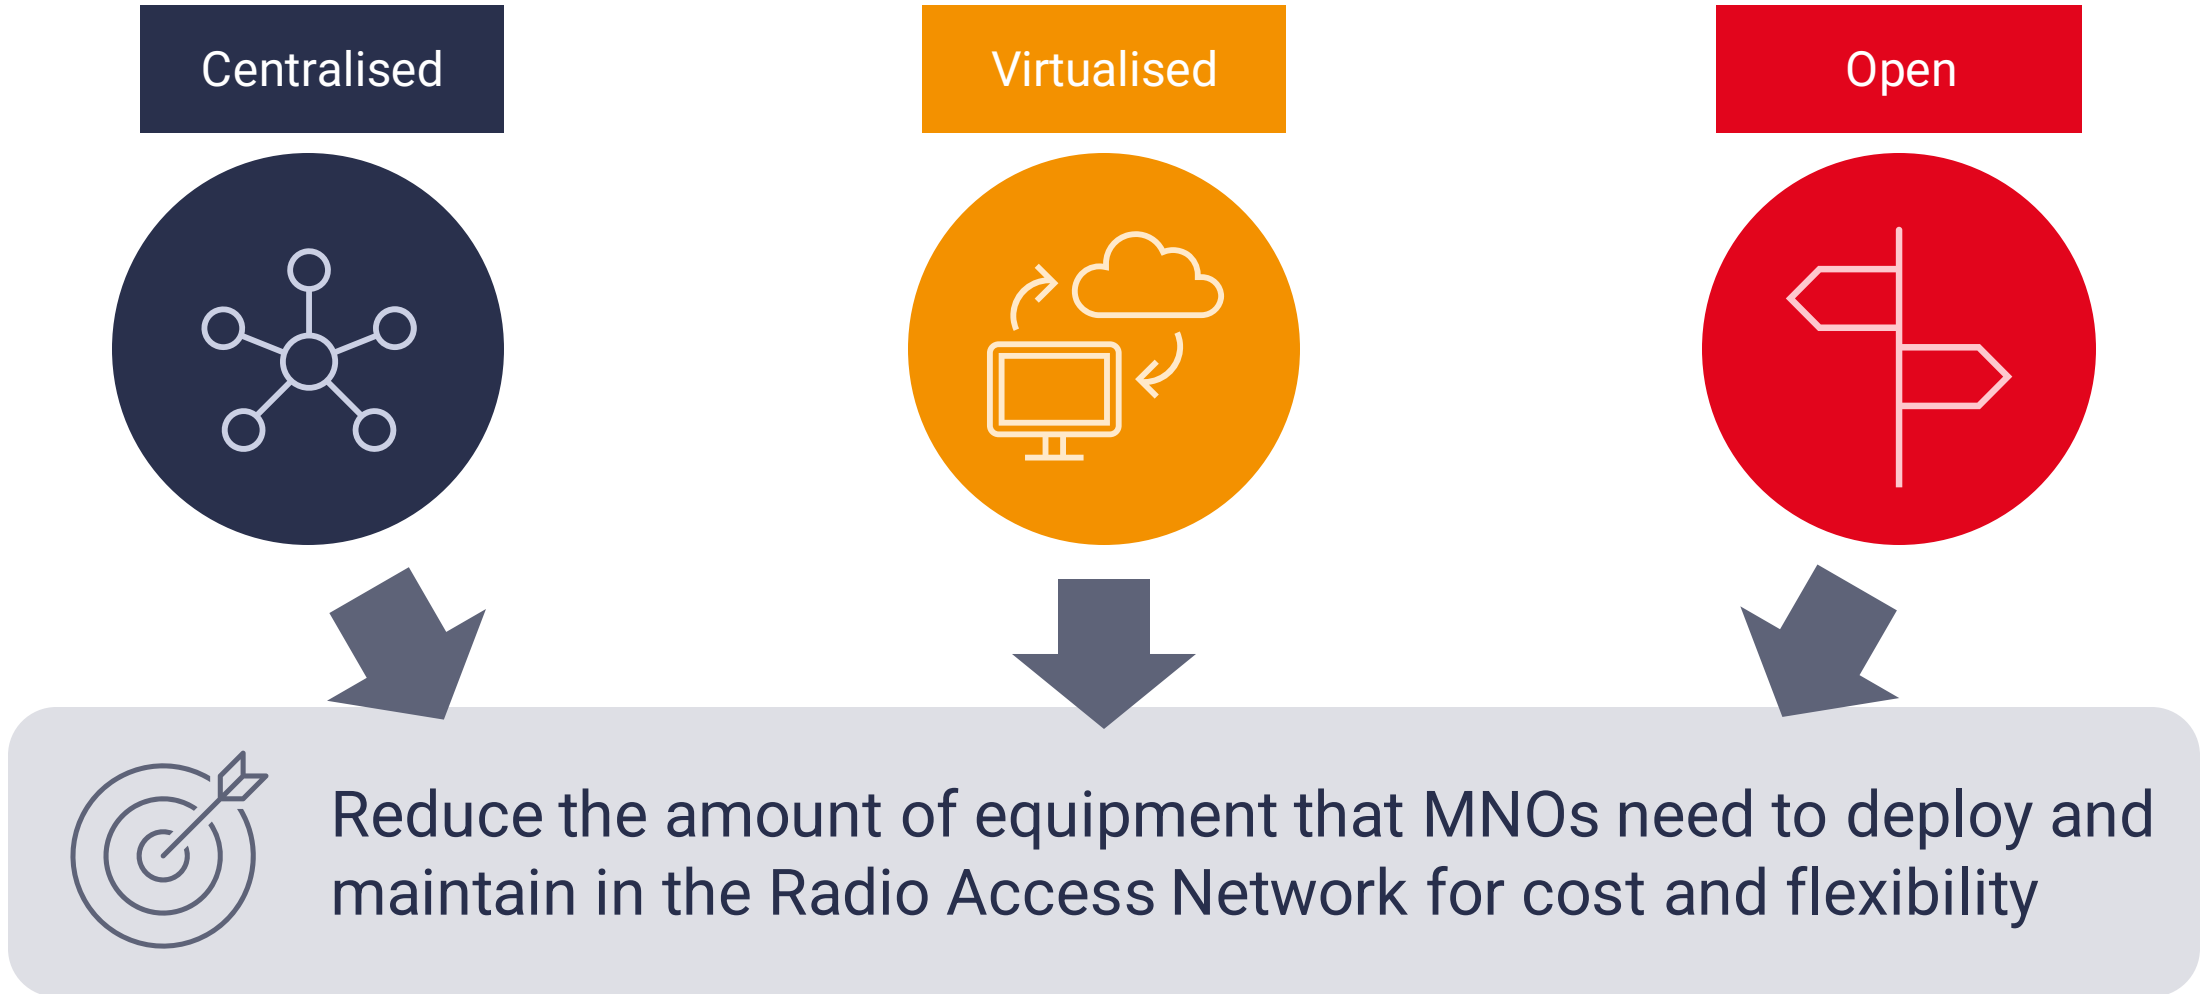 Centralised
Virtualised
Open
Reduce the amount of equipment that MNOs need to deploy and
maintain in the Radio Access Network for cost and flexibility